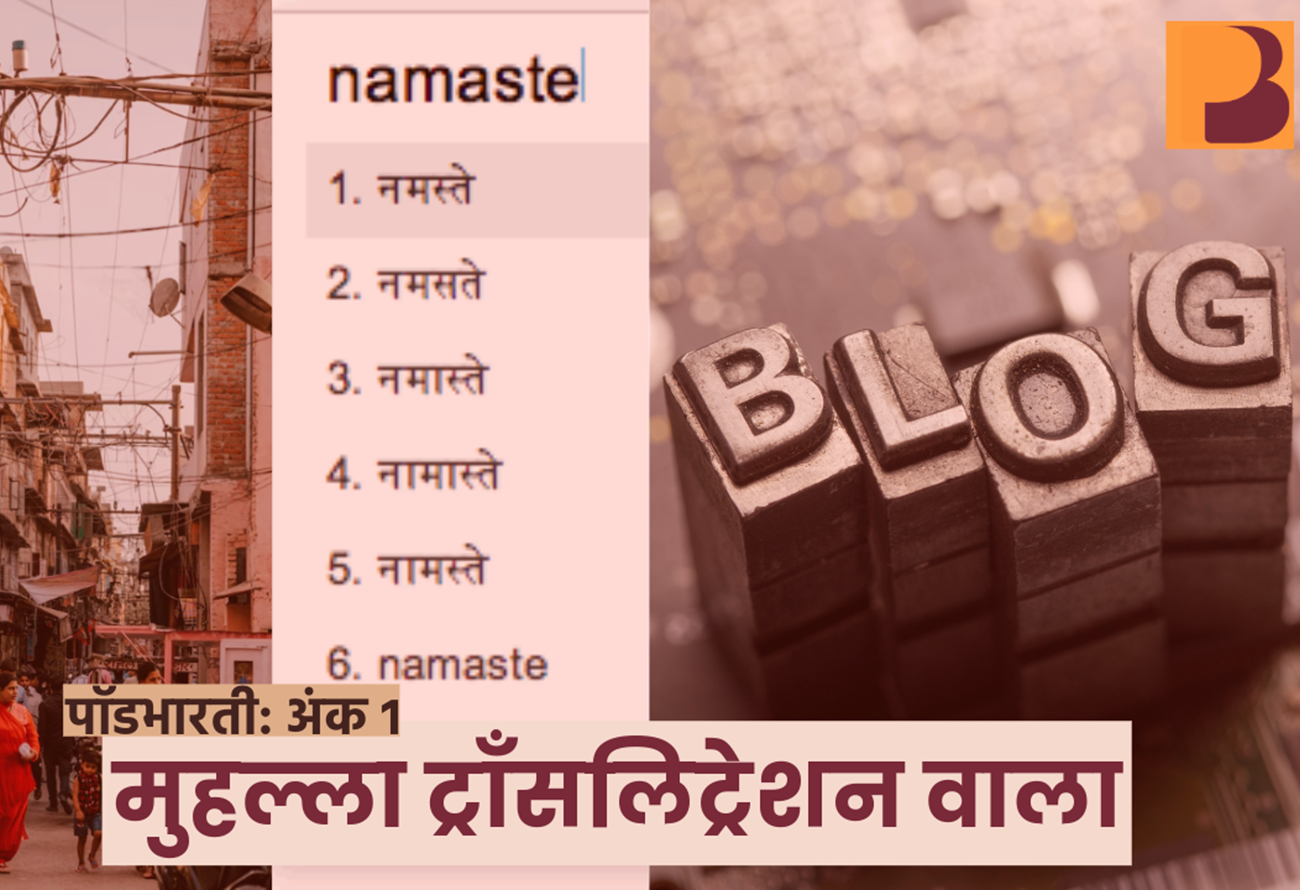 namaste
1. नमस्ते
2. नमसते
3. नमास्ते
4. नामास्ते
5. नामस्ते
6. namaste
BLOG
पॉडभारती: अंक 1
मुहल्ला ट्राँसलिट्रेशन वाला